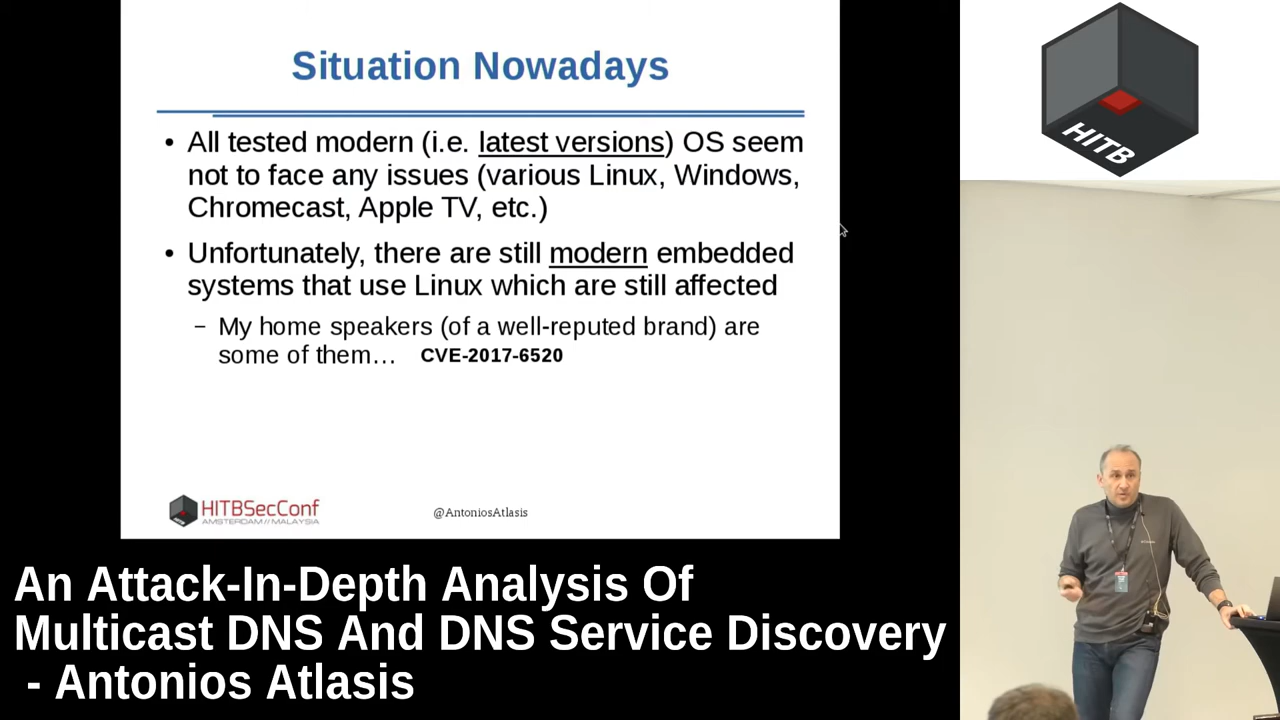 Situation Nowadays
• All tested modern (i.e. latest versions) OS seem
not to face any issues (various Linux, Windows,
Chromecast, Apple TV, etc.)
• Unfortunately, there are still modern embedded
systems that use Linux which are still affected
– My home speakers (of a well-reputed brand) are
some of them… CVE-2017-6520
HITBSecConf
AMSTERDAM // MALAYSIA
@AntoniosAtlasis
HITB
An Attack-In-Depth Analysis Of
Multicast DNS And DNS Service Discovery
- Antonios Atlasis